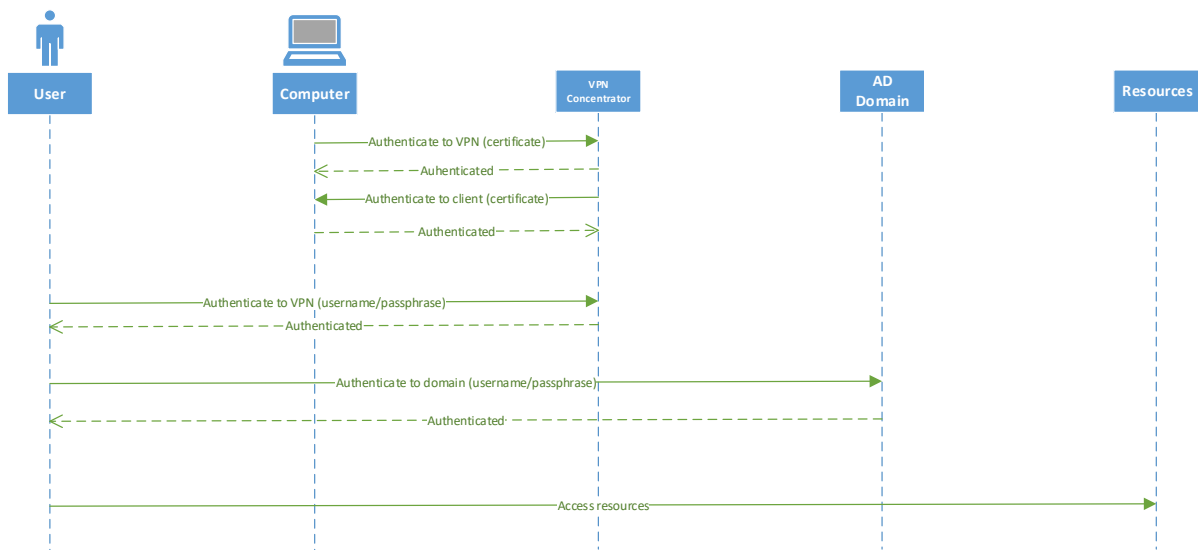 User
Computer
VPN
Concentrator
AD
Domain
Resources
Authenticate to VPN (certificate)
Auhenticated
Authenticate to client (certificate)
Authenticated
Authenticate to VPN (username/passphrase)
Authenticated
Authenticate to domain (username/passphrase)
Authenticated
Access resources